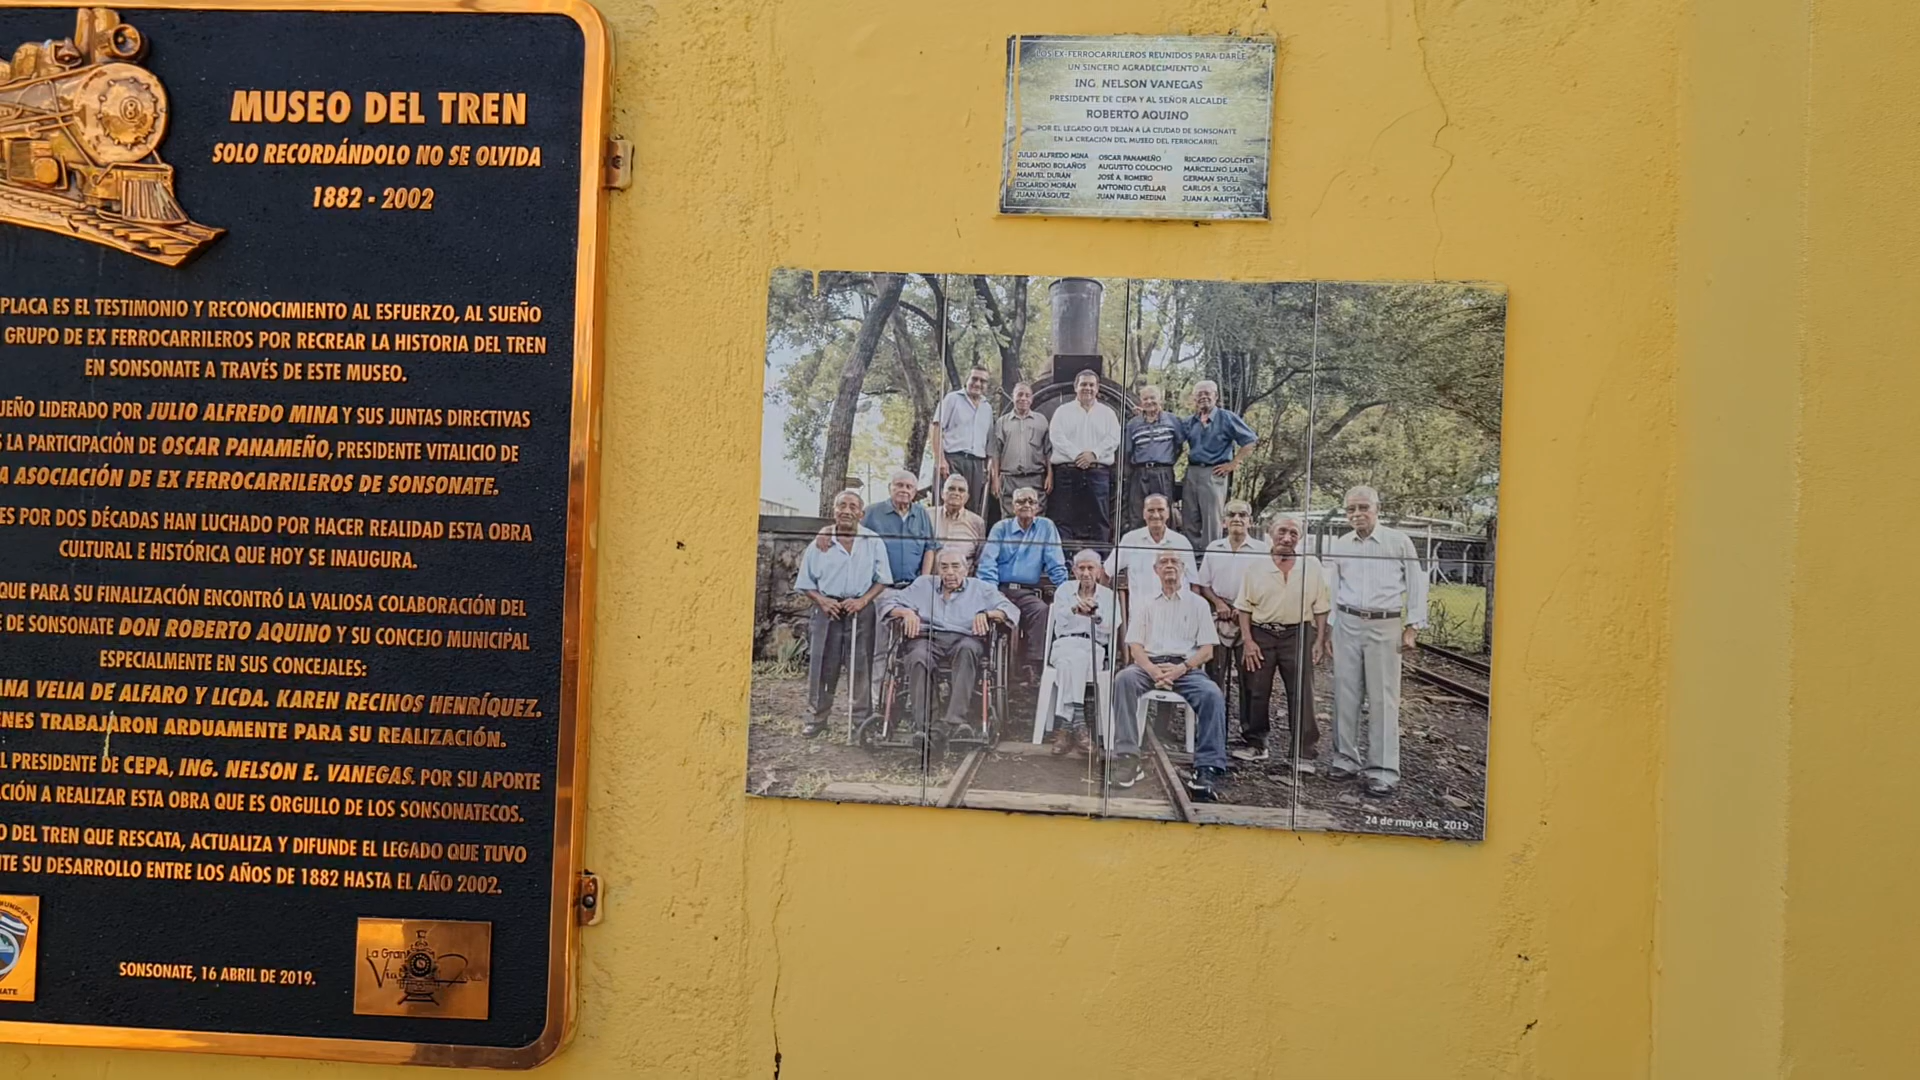 MUSEO DEL TREN
SOLO RECORDÁNDOLO NO SE OLVIDA
1882 - 2002
PLACA ES EL TESTIMONIO Y RECONOCIMIENTO AL ESFUERZO, AL SUEÑO
GRUPO DE EX FERROCARRILEROS POR RECREAR LA HISTORIA DEL TREN
EN SONSONATE A TRAVÉS DE ESTE MUSEO.
UEÑO LIDERADO POR JULIO ALFREDO MINA Y SUS JUNTAS DIRECTIVAS
LA PARTICIPACIÓN DE OSCAR PANAMEÑO, PRESIDENTE VITALICIO DE
A ASOCIACIÓN DE EX FERROCARRILEROS DE SONSONATE.
ES POR DOS DÉCADAS HAN LUCHADO POR HACER REALIDAD ESTA OBRA
CULTURAL E HISTÓRICA QUE HOY SE INAUGURA.
QUE PARA SU FINALIZACIÓN ENCONTRÓ LA VALIOSA COLABORACIÓN DEL
E DE SONSONATE DON ROBERTO AQUINO Y SU CONCEJO MUNICIPAL
ESPECIALMENTE EN SUS CONCEJALES:
ANA VELIA DE ALFARO Y LICDA. KAREN RECINOS HENRÍQUEZ.
ENES TRABAJARON ARDUAMENTE PARA SU REALIZACIÓN.
L PRESIDENTE DE CEPA, ING. NELSON E. VANEGAS. POR SU APORTE
CIÓN A REALIZAR ESTA OBRA QUE ES ORGULLO DE LOS SONSONATECOS.
O DEL TREN QUE RESCATA, ACTUALIZA Y DIFUNDE EL LEGADO QUE TUVO
TE SU DESARROLLO ENTRE LOS AÑOS DE 1882 HASTA EL AÑO 2002.
SONSONATE, 16 ABRIL DE 2019.
La Gran
Vía
LOS EX-FERROCARRILEROS REUNIDOS PARA DARLE
UN SINCERO AGRADECIMIENTO AL
ING. NELSON VANEGAS
PRESIDENTE DE CEPA Y AL SEÑOR ALCALDE
ROBERTO AQUINO
POR EL LEGADO QUE DEJAN A LA CIUDAD DE SONSONATE
EN LA CREACIÓN DEL MUSEO DEL FERROCARRIL
JULIO ALFREDO MINA OSCAR PANAMEÑO RICARDO GOLCHER
ROLANDO BOLAÑOS AUGUSTO COLOCHO MARCELINO LARA
MANUEL DURÁN JOSÉ A. ROMERO GERMAN SHULL
EDGARDO MORÁN ANTONIO CUÉLLAR CARLOS A. SOSA
JUAN VÁSQUEZ JUAN PABLO MEDINA JUAN A. MARTÍNEZ
24 de mayo de 2019